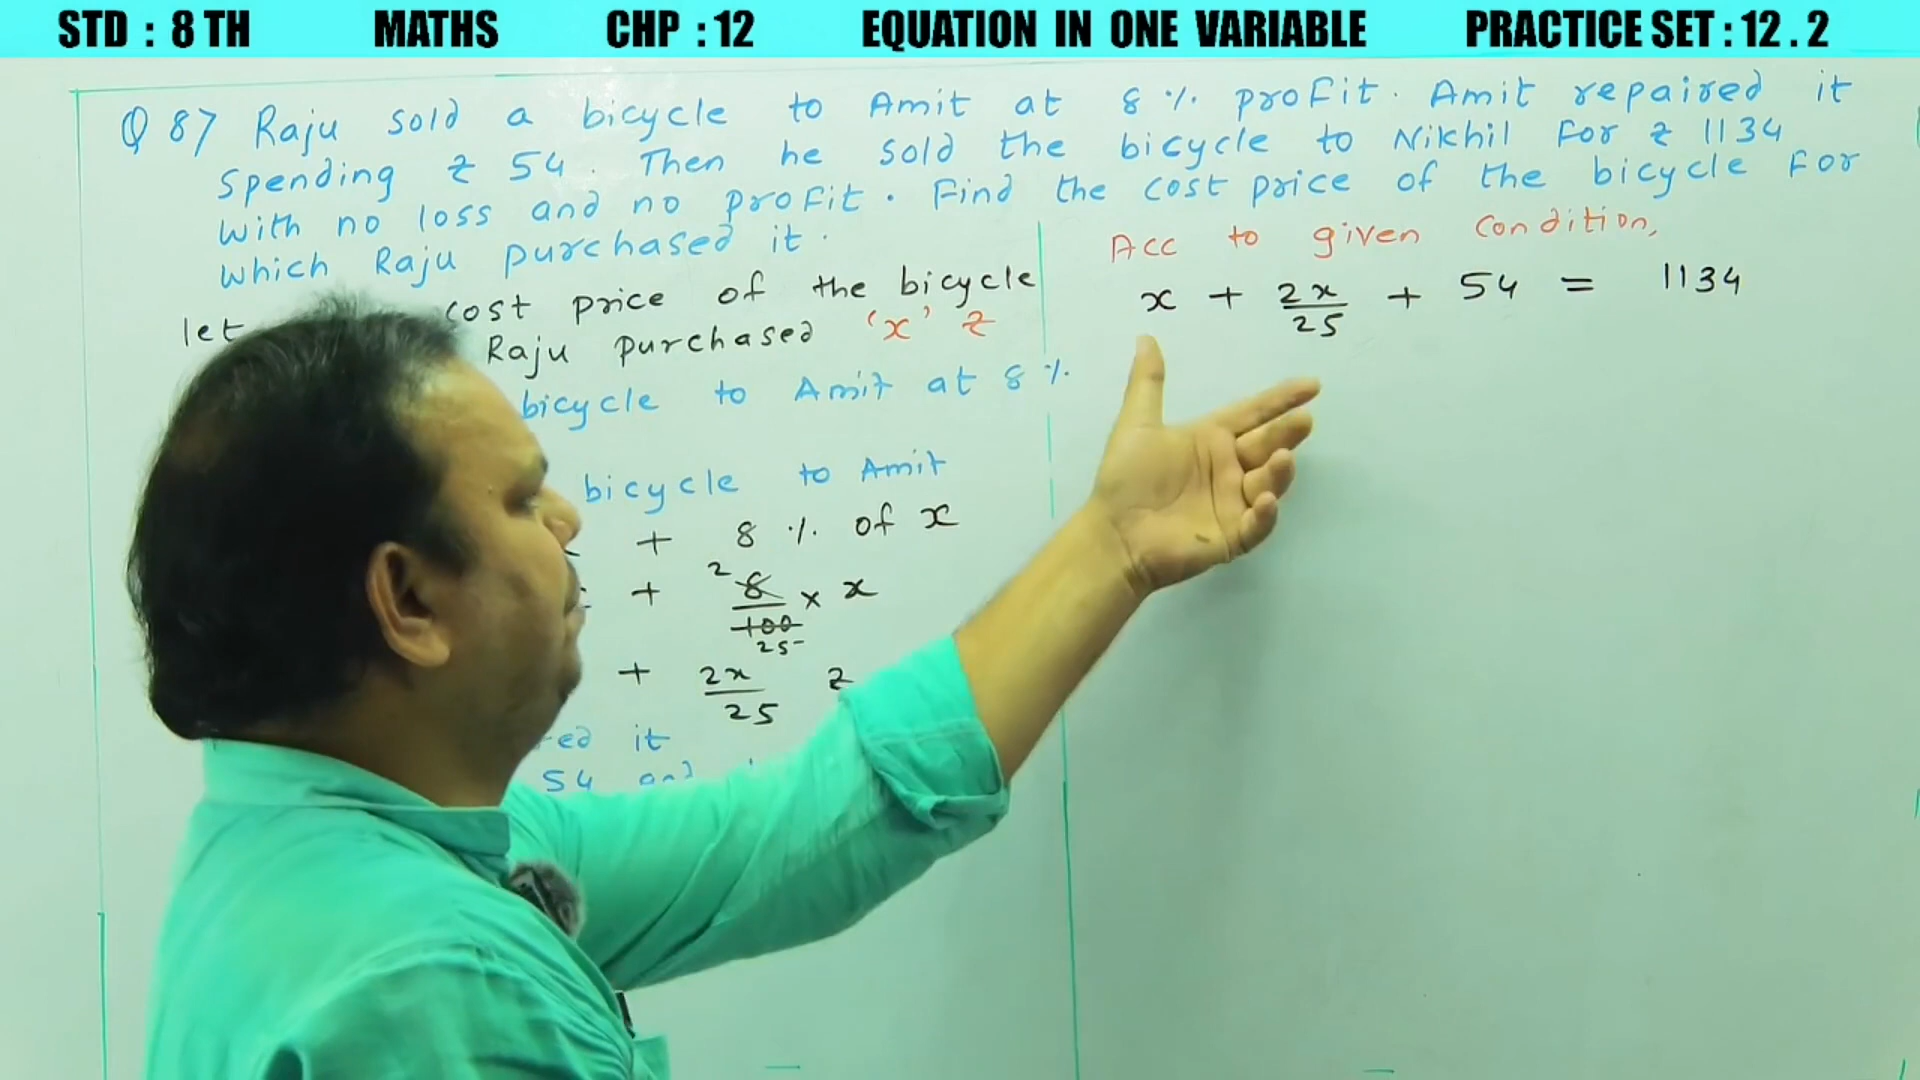 STD : 8 TH MATHS CHP : 12 EQUATION IN ONE VARIABLE PRACTICE SET : 12 . 2
Q 8) Raju sold a bicycle to Amit at 8 % profit. Amit repaired it
spending ₹ 54. Then he sold the bicycle to Nikhil for ₹ 1134
with no loss and no profit. Find the cost price of the bicycle for
which Raju purchased it.
let cost price of the bicycle
Raju purchased 'x' ₹
bicycle to Amit at 8 %
bicycle to Amit
+ 8 % of x
+ 2 8/100 25 × x
+ 2x/25 ₹
it
54 and
Acc to given condition,
x + 2x/25 + 54 = 1134